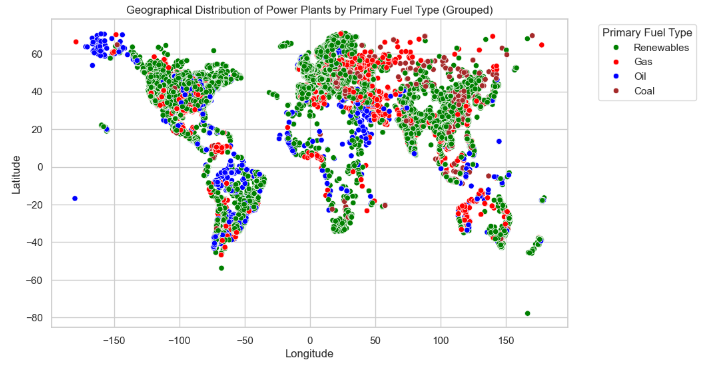 Geographical Distribution of Power Plants by Primary Fuel Type (Grouped)
Primary Fuel Type
Renewables
Gas
Oil
Coal
Latitude
60
40
20
0
−20
−40
−60
−80
−150
−100
−50
0
50
100
150
Longitude